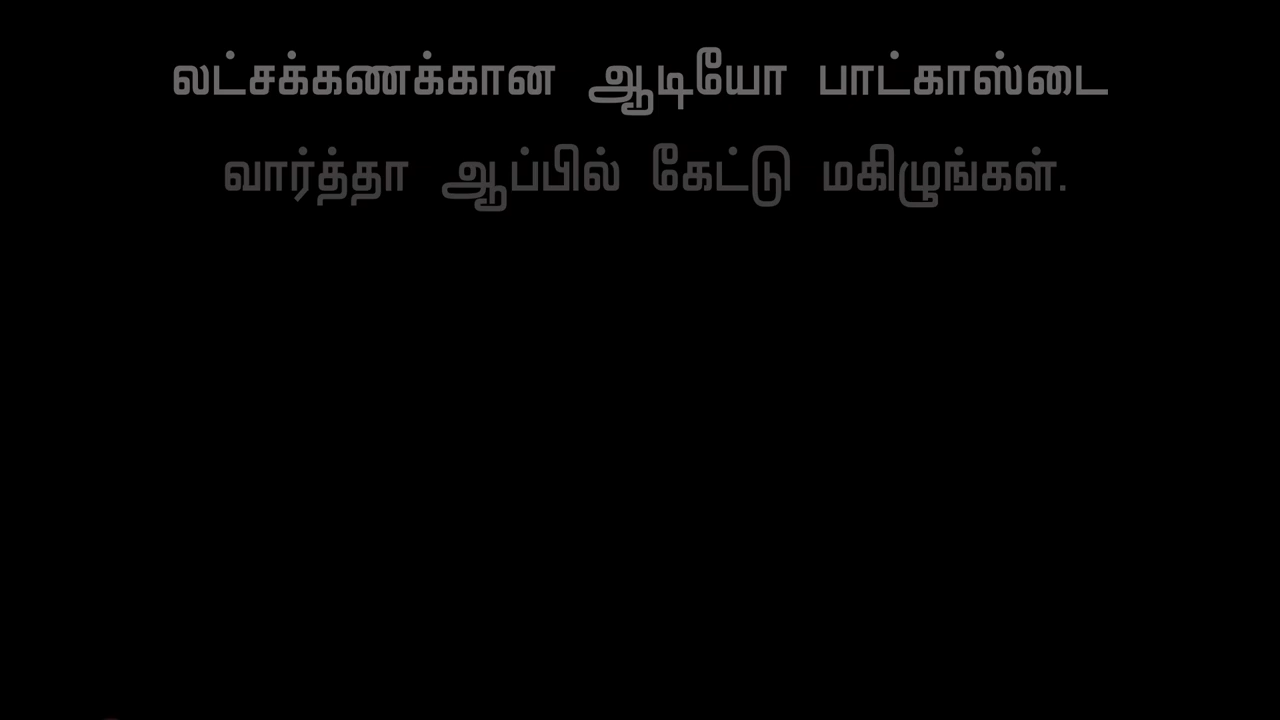 லட்சக்கணக்கான ஆடியோ பாட்காஸ்டை
வார்த்தா ஆப்பில் கேட்டு மகிழுங்கள்.